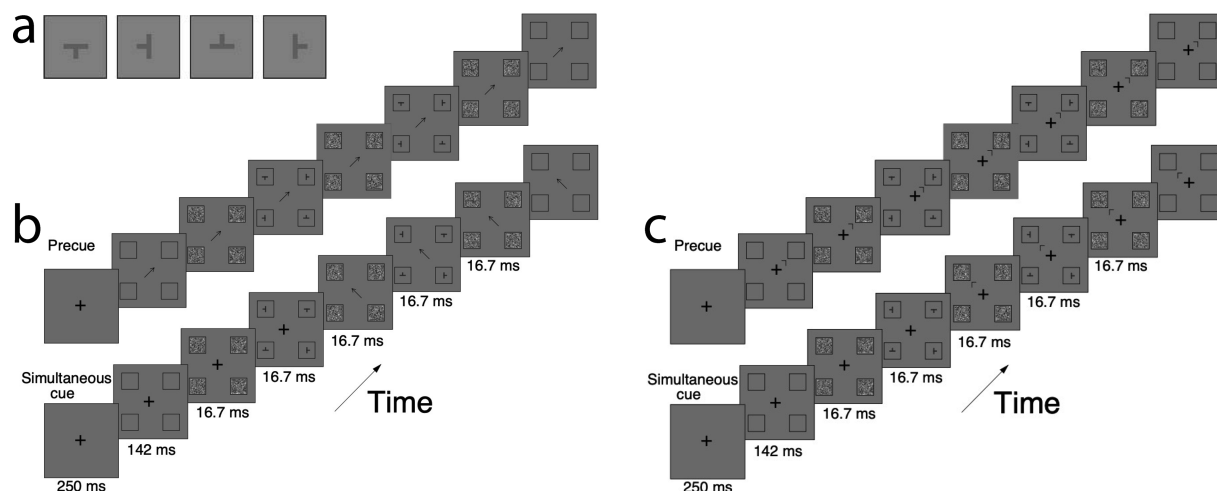 a
b
Precue
Simultaneous
cue
250 ms
142 ms
16.7 ms
16.7 ms
16.7 ms
16.7 ms
16.7 ms
Time
c
Precue
Simultaneous
cue
250 ms
142 ms
16.7 ms
16.7 ms
16.7 ms
16.7 ms
16.7 ms
Time